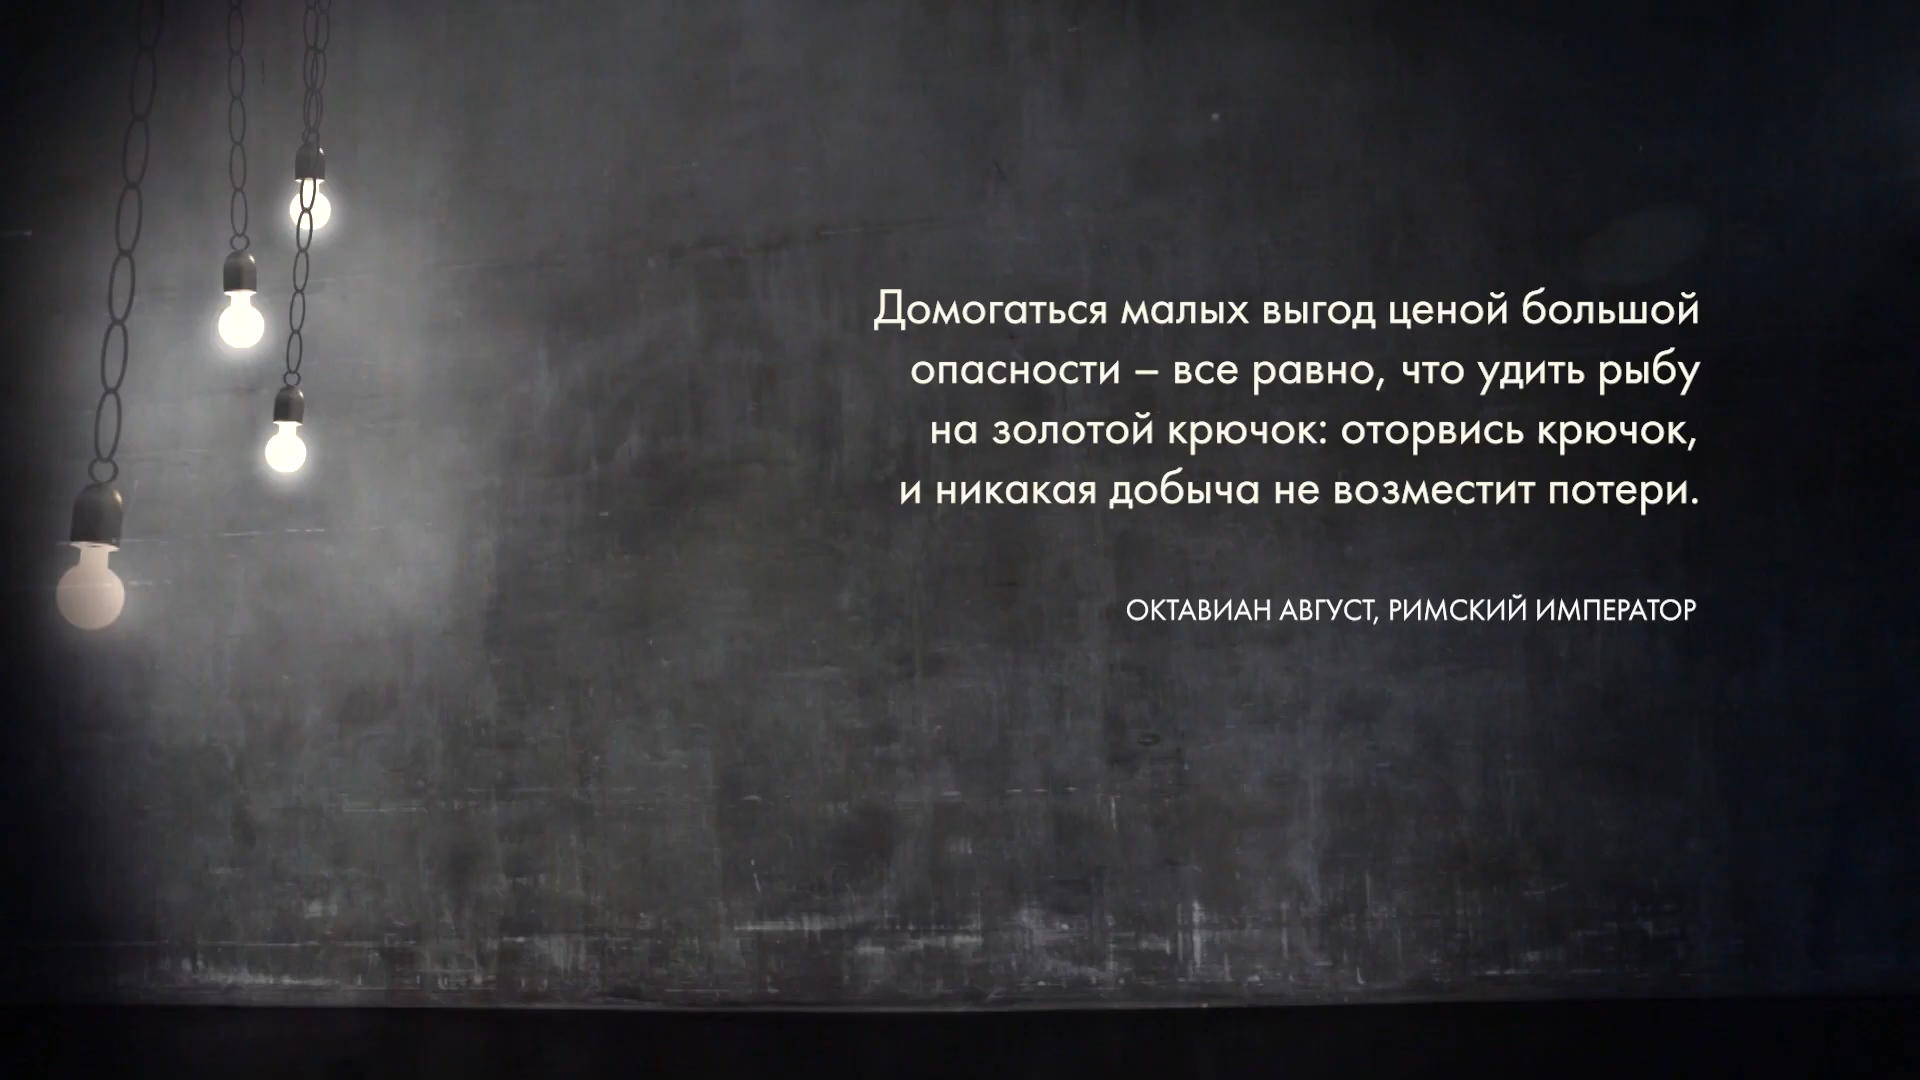 Домогаться малых выгод ценой большой
опасности – все равно, что удить рыбу
на золотой крючок: оторвись крючок,
и никакая добыча не возместит потери.
ОКТАВИАН АВГУСТ, РИМСКИЙ ИМПЕРАТОР